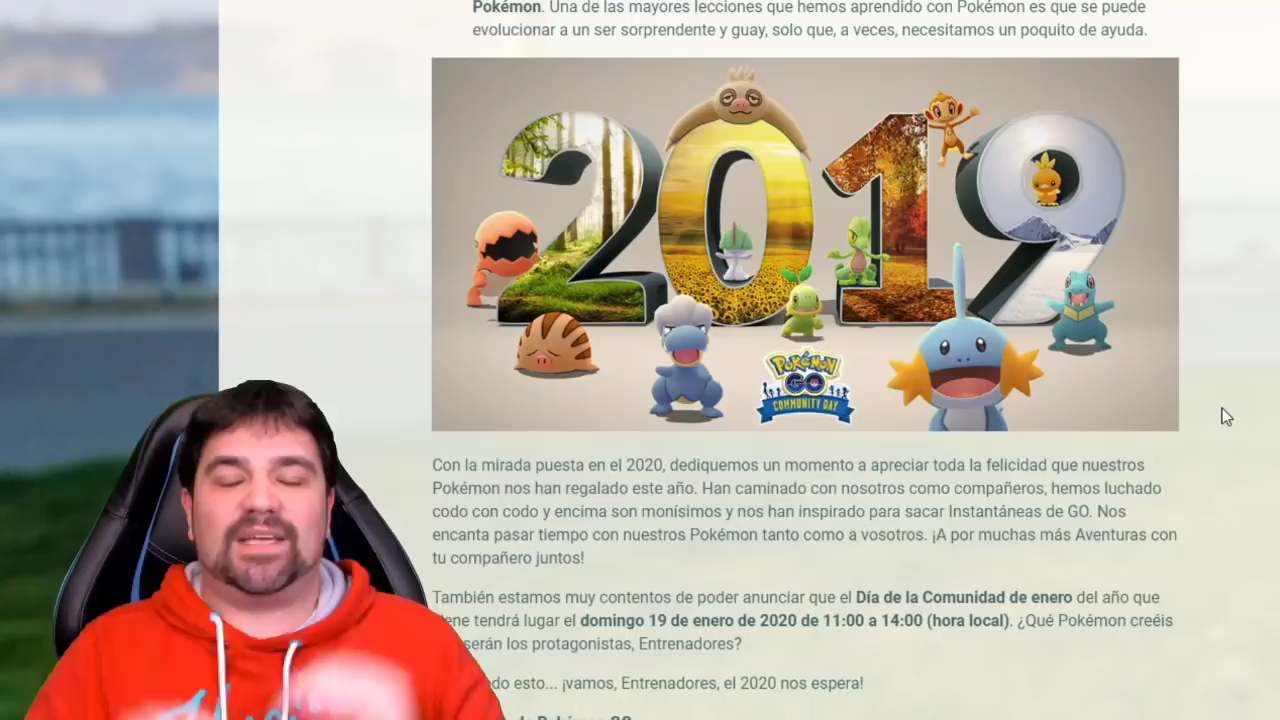 Pokémon. Una de las mayores lecciones que hemos aprendido con Pokémon es que se puede
evolucionar a un ser sorprendente y guay, solo que, a veces, necesitamos un poquito de ayuda.
2019
POKÉMON
GO
COMMUNITY DAY
Con la mirada puesta en el 2020, dediquemos un momento a apreciar toda la felicidad que nuestros
Pokémon nos han regalado este año. Han caminado con nosotros como compañeros, hemos luchado
codo con codo y encima son monísimos y nos han inspirado para sacar Instantáneas de GO. Nos
encanta pasar tiempo con nuestros Pokémon tanto como a vosotros. ¡A por muchas más Aventuras con
tu compañero juntos!
También estamos muy contentos de poder anunciar que el Día de la Comunidad de enero del año que
tendrá lugar el domingo 19 de enero de 2020 de 11:00 a 14:00 (hora local). ¿Qué Pokémon creéis
serán los protagonistas, Entrenadores?
esto... ¡vamos, Entrenadores, el 2020 nos espera!